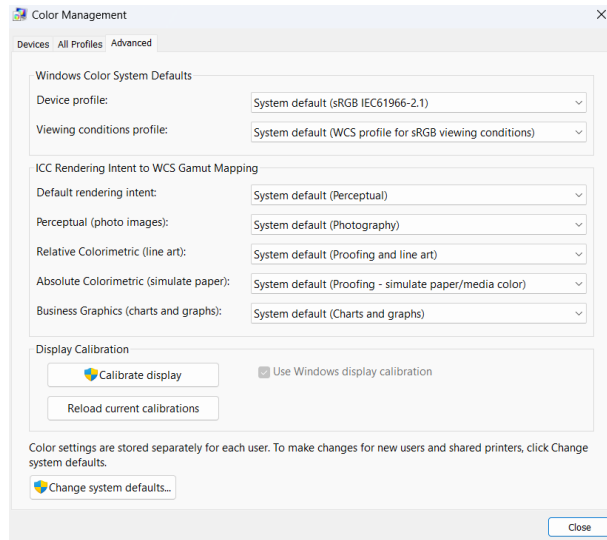 Color Management
Devices All Profiles Advanced
Windows Color System Defaults
Device profile: System default (sRGB IEC61966-2.1)
Viewing conditions profile: System default (WCS profile for sRGB viewing conditions)
ICC Rendering Intent to WCS Gamut Mapping
Default rendering intent: System default (Perceptual)
Perceptual (photo images): System default (Photography)
Relative Colorimetric (line art): System default (Proofing and line art)
Absolute Colorimetric (simulate paper): System default (Proofing - simulate paper/media color)
Business Graphics (charts and graphs): System default (Charts and graphs)
Display Calibration
Calibrate display Use Windows display calibration
Reload current calibrations
Color settings are stored separately for each user. To make changes for new users and shared printers, click Change
system defaults.
Change system defaults...
Close